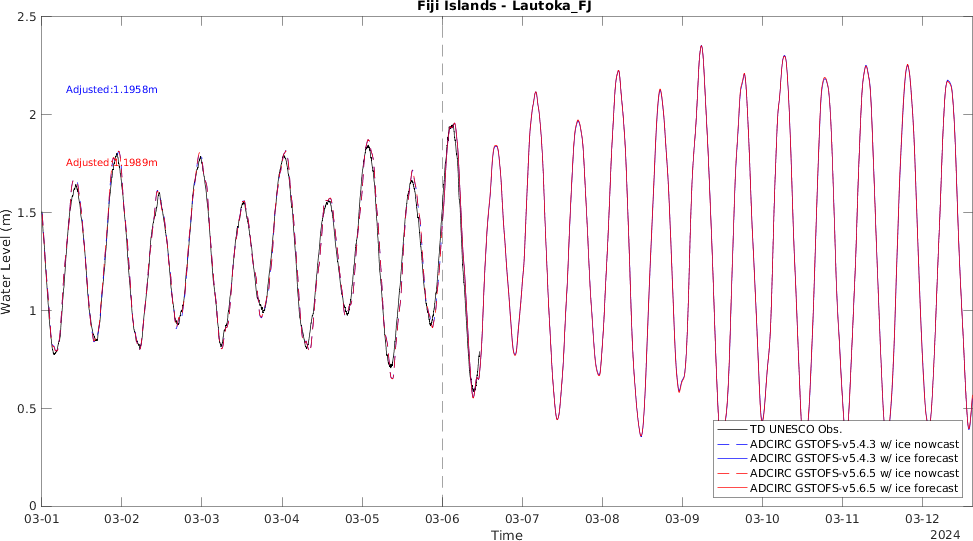 Fiji Islands - Lautoka_FJ
2.5
2
1.5
1
0.5
0
Water Level (m)
Adjusted:1.1958m
Adjusted:1.1989m
TD UNESCO Obs.
ADCIRC GSTOFS-v5.4.3 w/ ice nowcast
ADCIRC GSTOFS-v5.4.3 w/ ice forecast
ADCIRC GSTOFS-v5.6.5 w/ ice nowcast
ADCIRC GSTOFS-v5.6.5 w/ ice forecast
03-01 03-02 03-03 03-04 03-05 03-06 03-07 03-08 03-09 03-10 03-11 03-12
Time
2024